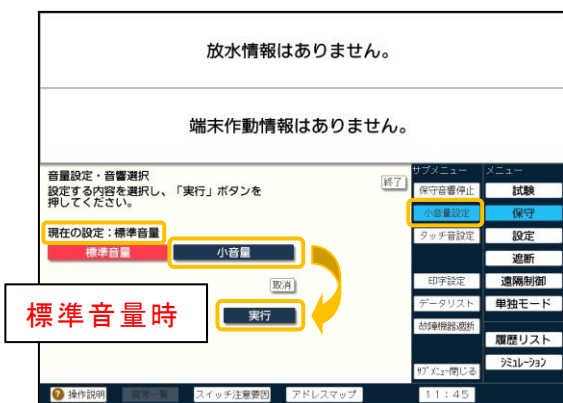 放水情報はありません。
端末作動情報はありません。
音量設定・音響選択
設定する内容を選択し、「実行」ボタンを
押してください。
終了
現在の設定：標準音量
標準音量
小音量
取消
実行
標準音量時
サブメニュー
保守音響停止
小音量設定
タッチ音設定
印字設定
データリスト
故障機器遮断
ｻﾌﾞﾒﾆｭｰ閉じる
メニュー
試験
保守
設定
遮断
遠隔制御
単独モード
履歴リスト
ｼﾐｭﾚｰｼｮﾝ
操作説明
異常一覧
スイッチ注意要因
アドレスマップ
11:45